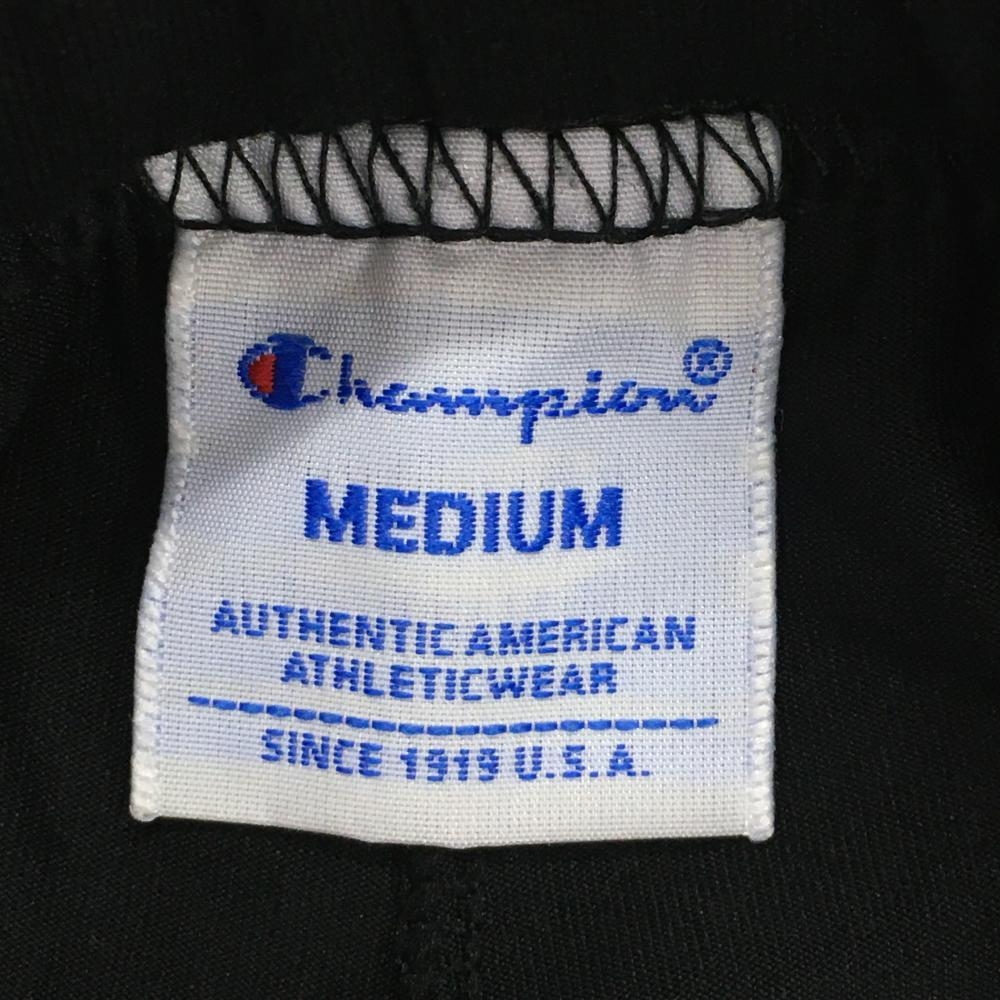 Champion®
MEDIUM
AUTHENTIC AMERICAN
ATHLETICWEAR
SINCE 1919 U.S.A.